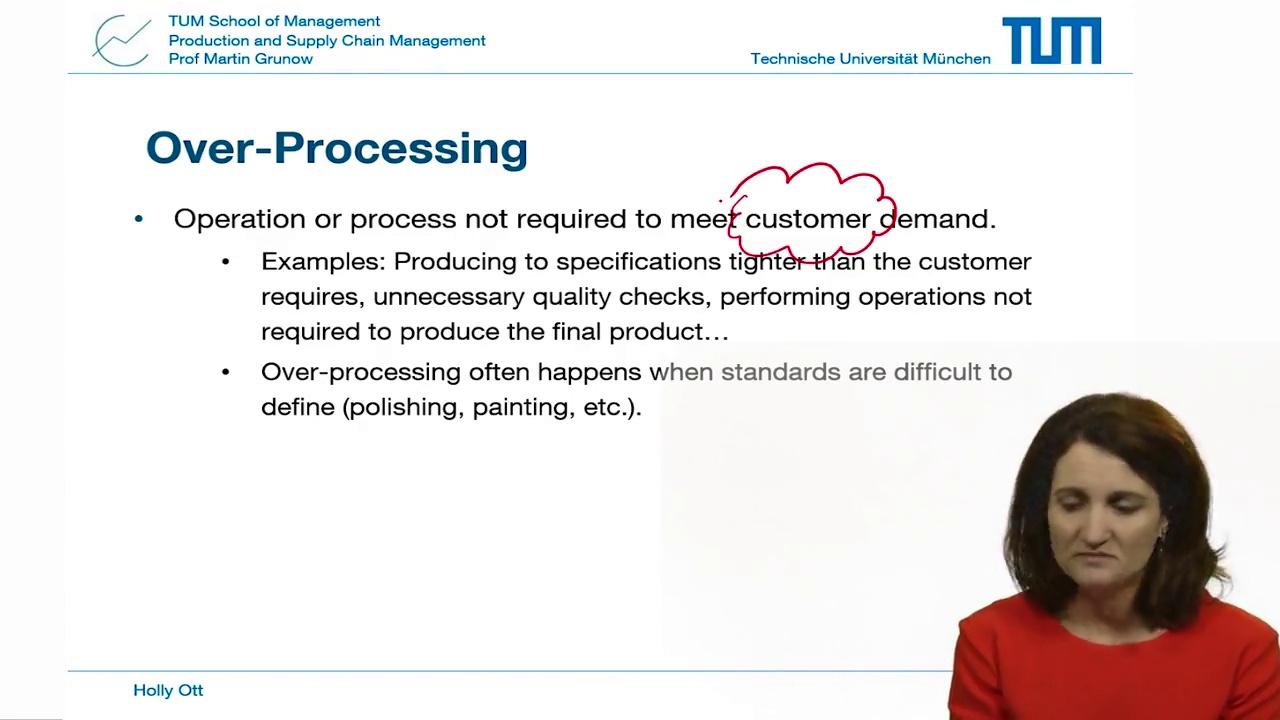 TUM School of Management
Production and Supply Chain Management
Prof Martin Grunow
Technische Universität München
TUM
Over-Processing
• Operation or process not required to meet customer demand.
• Examples: Producing to specifications tighter than the customer
requires, unnecessary quality checks, performing operations not
required to produce the final product…
• Over-processing often happens when standards are difficult to
define (polishing, painting, etc.).
Holly Ott